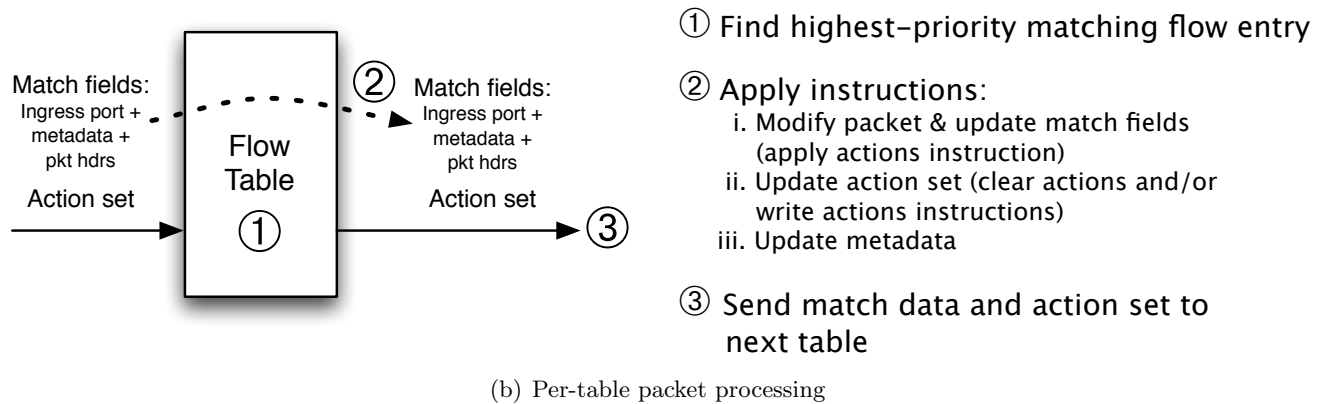 Match fields:
Ingress port +
metadata +
pkt hdrs
Action set
Flow
Table
①
②
Match fields:
Ingress port +
metadata +
pkt hdrs
Action set
③
① Find highest-priority matching flow entry
② Apply instructions:
i. Modify packet & update match fields
(apply actions instruction)
ii. Update action set (clear actions and/or
write actions instructions)
iii. Update metadata
③ Send match data and action set to
next table
(b) Per-table packet processing